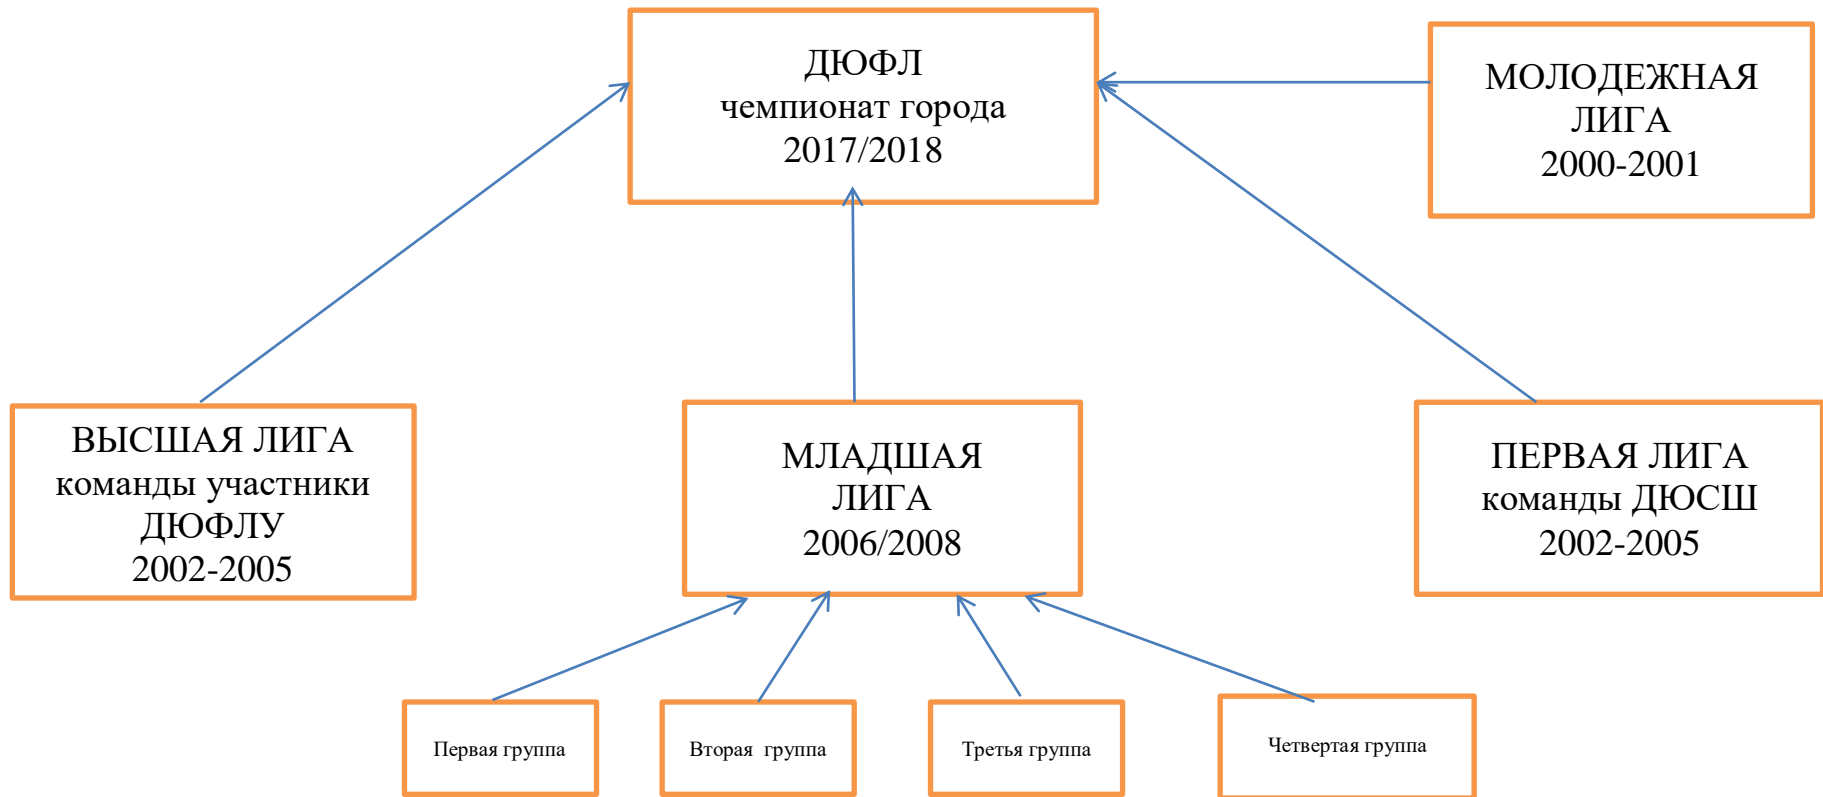 ДЮФЛ
чемпионат города
2017/2018
МОЛОДЕЖНАЯ
ЛИГА
2000-2001
ВЫСШАЯ ЛИГА
команды участники
ДЮФЛУ
2002-2005
МЛАДШАЯ
ЛИГА
2006/2008
ПЕРВАЯ ЛИГА
команды ДЮСШ
2002-2005
Первая группа
Вторая группа
Третья группа
Четвертая группа